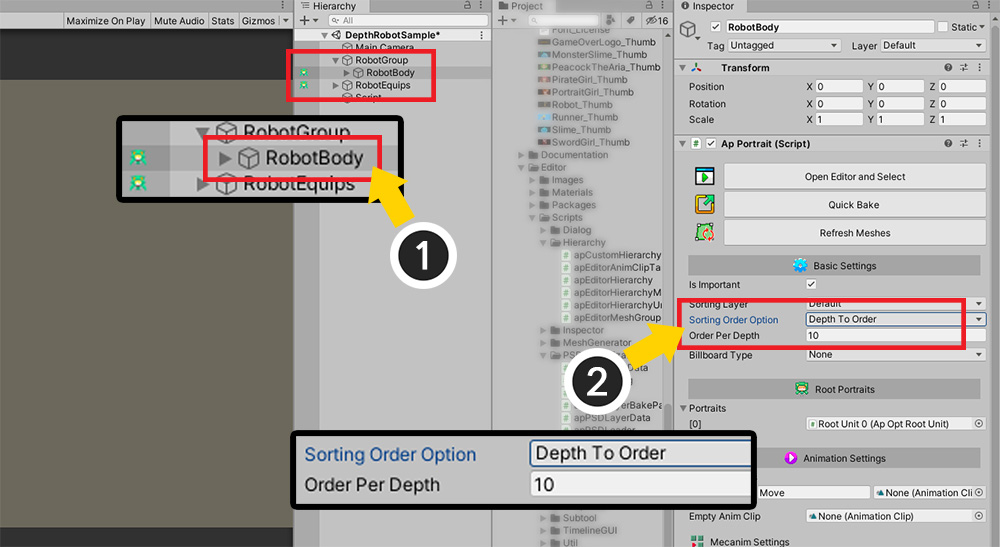 Maximize On Play
Mute Audio
Stats
Gizmos
Hierarchy
All
DepthRobotSample*
Main Camera
RobotGroup
RobotBody
RobotEquips
Script
RobotGroup
RobotBody
RobotEquips
1
Project
16
Font_License
GameOverLogo_Thumb
MonsterSlime_Thumb
PeacockTheAria_Thumb
PirateGirl_Thumb
PortraitGirl_Thumb
Robot_Thumb
Runner_Thumb
Slime_Thumb
SwordGirl_Thumb
Documentation
Editor
Images
Materials
Packages
Scripts
Dialog
Hierarchy
apCustomHierarchy
apEditorAnimClipTa
apEditorHierarchy
apEditorHierarchyM
apEditorHierarchyUn
apEditorMeshGroup
Inspector
MeshGenerator
apPSDLayerData
Subtool
TimelineGUI
Util
2
Sorting Order Option Depth To Order
Order Per Depth 10
Inspector
RobotBody Static
Tag Untagged Layer Default
Transform
Position X 0 Y 0 Z 0
Rotation X 0 Y 0 Z 0
Scale X 1 Y 1 Z 1
Ap Portrait (Script)
Open Editor and Select
Quick Bake
Refresh Meshes
Basic Settings
Is Important
Sorting Layer Default
Sorting Order Option Depth To Order
Order Per Depth 10
Billboard Type None
Root Portraits
Portraits
[0] Root Unit 0 (Ap Opt Root Unit)
Animation Settings
Move None (Animation Cli
Empty Anim Clip None (Animation Clip)
Mecanim Settings